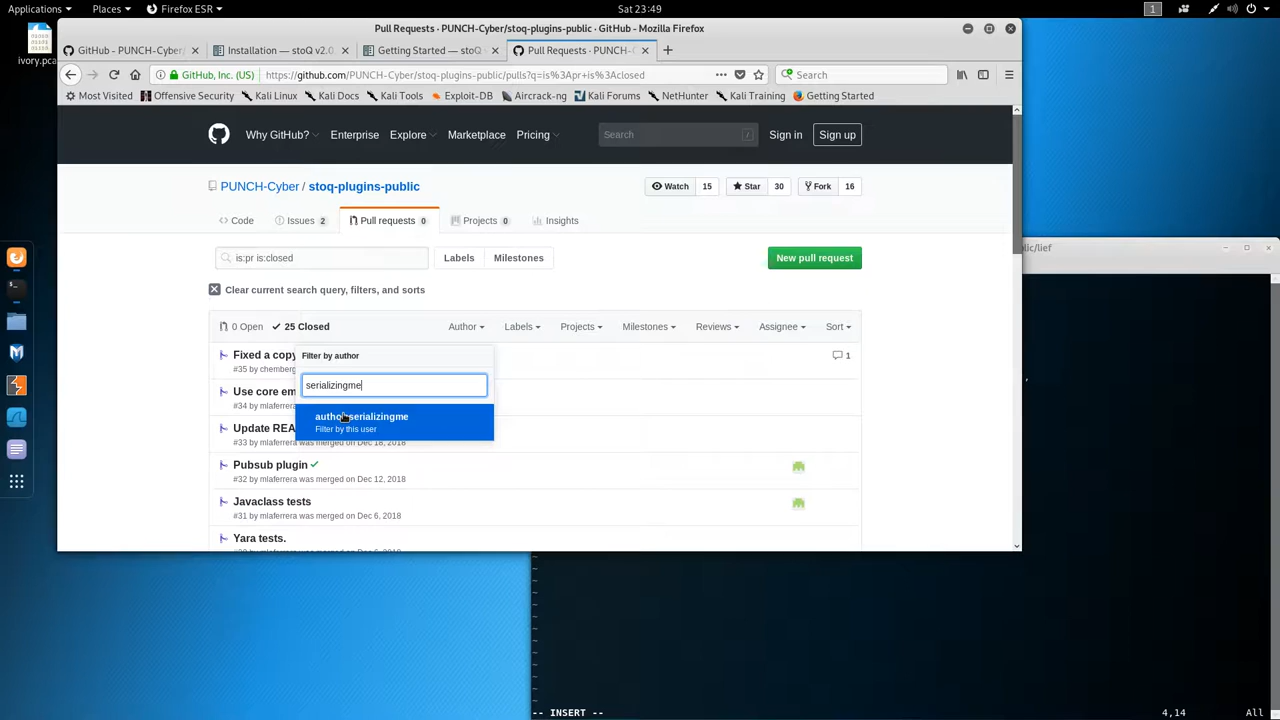 Applications Places Firefox ESR Sat 23:49 1
ivory.pca
Pull Requests · PUNCH-Cyber/stoq-plugins-public · GitHub - Mozilla Firefox
GitHub - PUNCH-Cyber/ Installation — stoQ v2.0. Getting Started — stoQ Pull Requests · PUNCH-C
GitHub, Inc. (US) https://github.com/PUNCH-Cyber/stoq-plugins-public/pulls?q=is%3Apr+is%3Aclosed Search
Most Visited Offensive Security Kali Linux Kali Docs Kali Tools Exploit-DB Aircrack-ng Kali Forums NetHunter Kali Training Getting Started
Why GitHub? Enterprise Explore Marketplace Pricing Search / Sign in Sign up
PUNCH-Cyber / stoq-plugins-public Watch 15 Star 30 Fork 16
Code Issues 2 Pull requests 0 Projects 0 Insights
is:pr is:closed Labels Milestones New pull request
Clear current search query, filters, and sorts
0 Open 25 Closed Author Labels Projects Milestones Reviews Assignee Sort
Fixed a copy 1
#35 by chemberg
Filter by author
serializingme
author:serializingme
Filter by this user
Use core em
#34 by mlaferrera
Update REA
#33 by mlaferrera was merged on Dec 18, 2018
Pubsub plugin
#32 by mlaferrera was merged on Dec 12, 2018
Javaclass tests
#31 by mlaferrera was merged on Dec 6, 2018
Yara tests.
lic/lief
-- INSERT -- 4,14 All